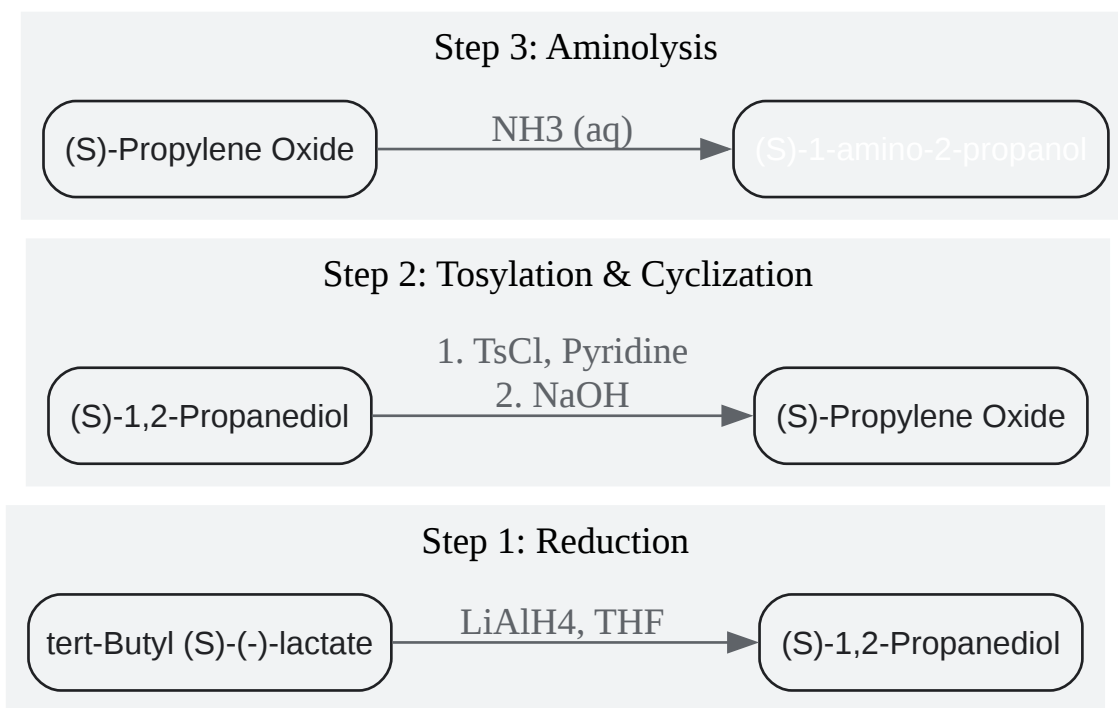 Step 3: Aminolysis
(S)-Propylene Oxide
NH3 (aq)
(S)-1-amino-2-propanol
Step 2: Tosylation & Cyclization
(S)-1,2-Propanediol
1. TsCl, Pyridine
2. NaOH
(S)-Propylene Oxide
Step 1: Reduction
tert-Butyl (S)-(-)-lactate
LiAlH4, THF
(S)-1,2-Propanediol